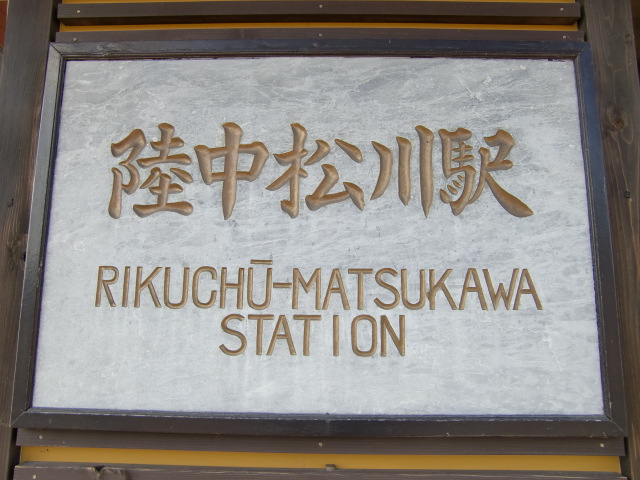 陸中松川駅
RIKUCHŪ-MATSUKAWA
STATION